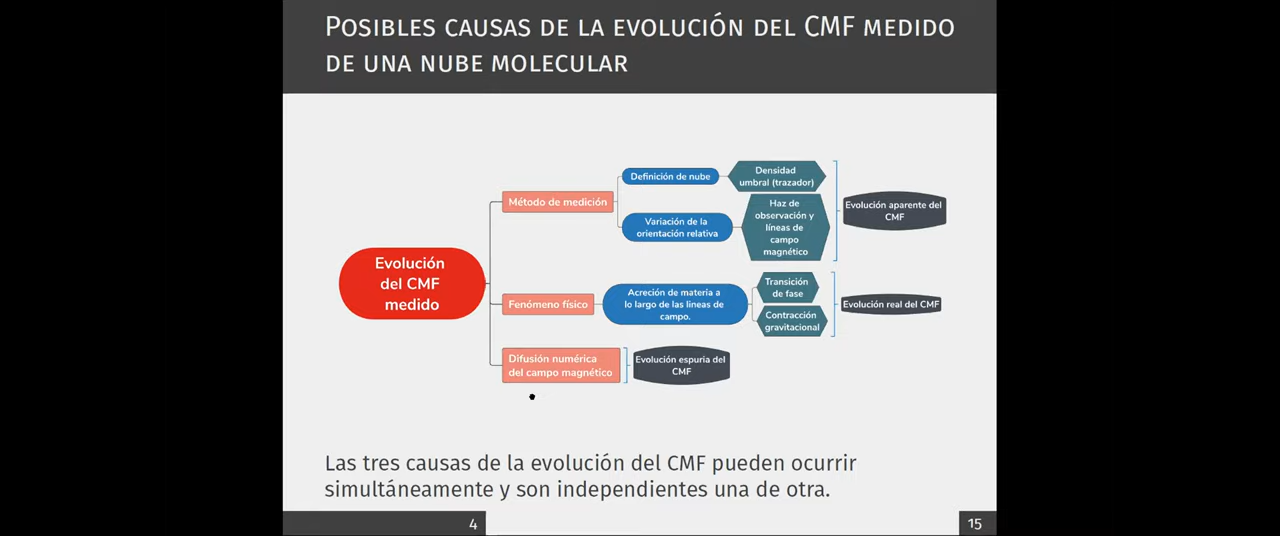 POSIBLES CAUSAS DE LA EVOLUCIÓN DEL CMF MEDIDO
DE UNA NUBE MOLECULAR
Evolución
del CMF
medido
Método de medición
Definición de nube
Densidad
umbral (trazador)
Variación de la
orientación relativa
Haz de
observación y
líneas de
campo
magnético
Evolución aparente del
CMF
Fenómeno físico
Acreción de materia a
lo largo de las lineas de
campo.
Transición
de fase
Contracción
gravitacional
Evolución real del CMF
Difusión numérica
del campo magnético
Evolución espuria del
CMF
Las tres causas de la evolución del CMF pueden ocurrir
simultáneamente y son independientes una de otra.
4
15